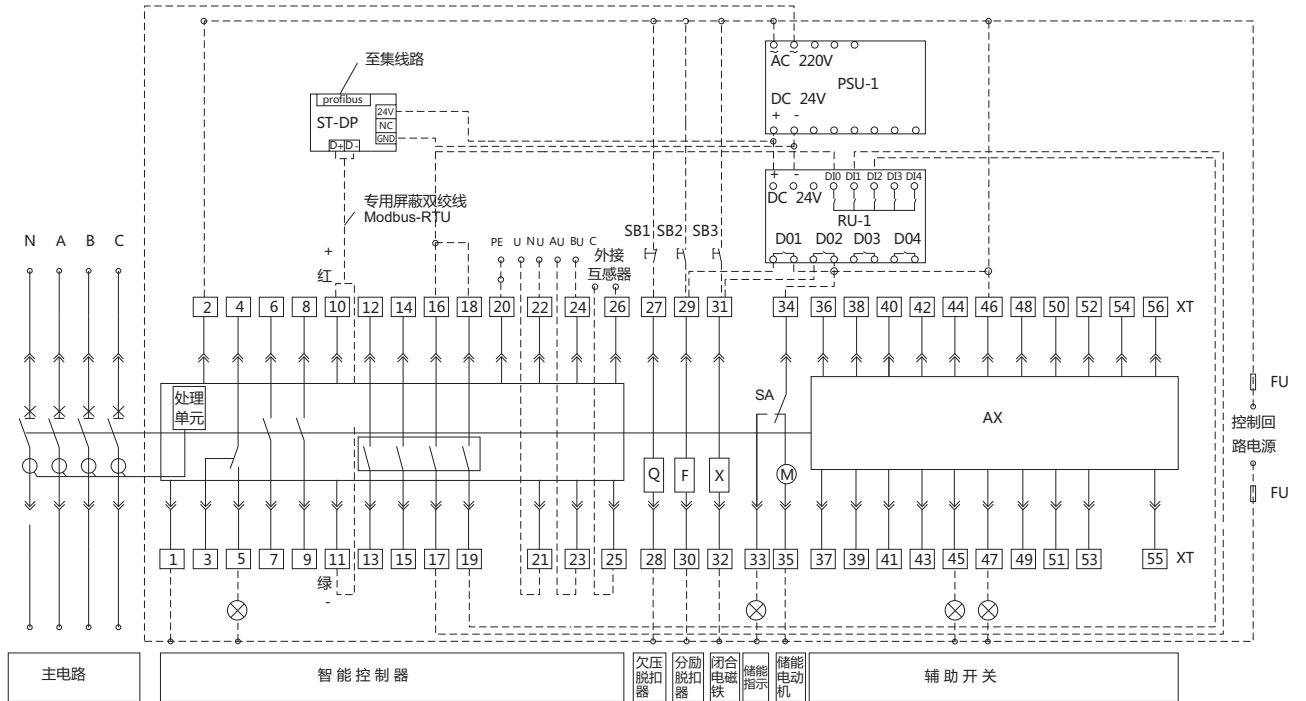 至集线路
profibus
ST-DP
24V
NC
GND
D+ D-
专用屏蔽双绞线
Modbus-RTU
~ ~
AC 220V
PSU-1
DC 24V
+ -
+ -
DI0 DI1 DI2 DI3 DI4
DC 24V
RU-1
D01 D02 D03 D04
SB1 SB2 SB3
N A B C
+
红
PE U N U A U B U C
外接
互感器
2 4 6 8 10 12 14 16 18 20 22 24 26 27 29 31 34 36 38 40 42 44 46 48 50 52 54 56 XT
处理
单元
SA
AX
Q F X M
FU
控制回
路电源
FU
1 3 5 7 9 11 13 15 17 19 21 23 25 28 30 32 33 35 37 39 41 43 45 47 49 51 53 55 XT
绿
-
主电路
智能控制器
欠压
脱扣
器
分励
脱扣
器
闭合
电磁
铁
储能
指示
储能
电动
机
辅助开关